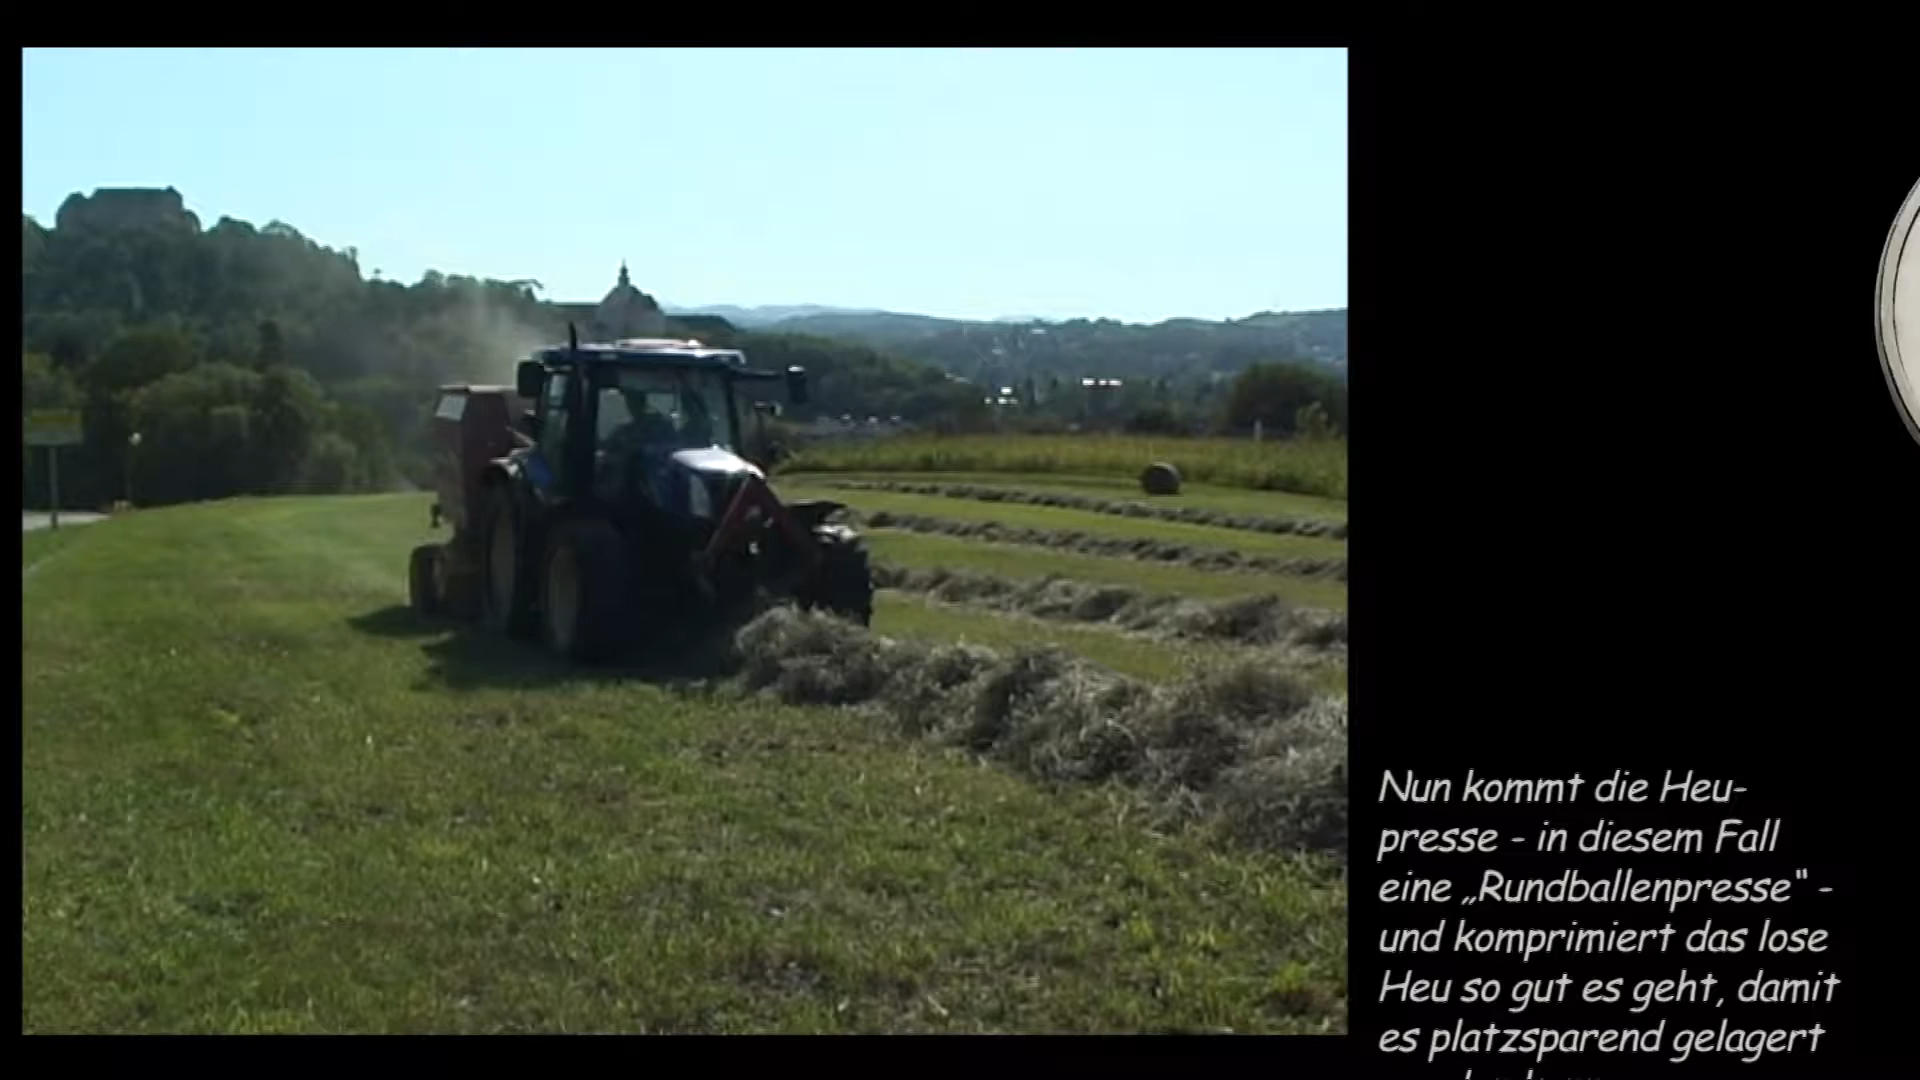 Nun kommt die Heu-
presse - in diesem Fall
eine „Rundballenpresse“ -
und komprimiert das lose
Heu so gut es geht, damit
es platzsparend gelagert